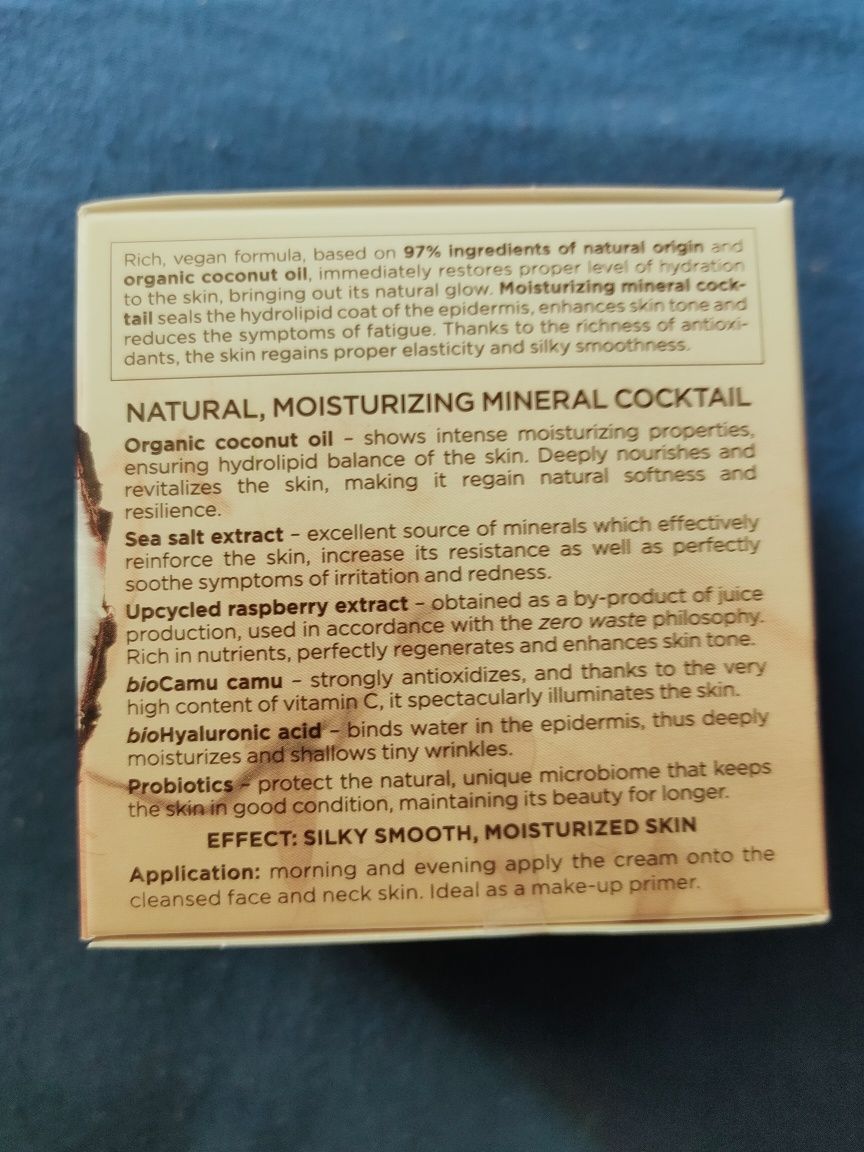 Rich, vegan formula, based on 97% ingredients of natural origin and
organic coconut oil, immediately restores proper level of hydration
to the skin, bringing out its natural glow. Moisturizing mineral cock-
tail seals the hydrolipid coat of the epidermis, enhances skin tone and
reduces the symptoms of fatigue. Thanks to the richness of antioxi-
dants, the skin regains proper elasticity and silky smoothness.
NATURAL, MOISTURIZING MINERAL COCKTAIL
Organic coconut oil – shows intense moisturizing properties,
ensuring hydrolipid balance of the skin. Deeply nourishes and
revitalizes the skin, making it regain natural softness and
resilience.
Sea salt extract – excellent source of minerals which effectively
reinforce the skin, increase its resistance as well as perfectly
soothe symptoms of irritation and redness.
Upcycled raspberry extract – obtained as a by-product of juice
production, used in accordance with the zero waste philosophy.
Rich in nutrients, perfectly regenerates and enhances skin tone.
bioCamu camu – strongly antioxidizes, and thanks to the very
high content of vitamin C, it spectacularly illuminates the skin.
bioHyaluronic acid – binds water in the epidermis, thus deeply
moisturizes and shallows tiny wrinkles.
Probiotics – protect the natural, unique microbiome that keeps
the skin in good condition, maintaining its beauty for longer.
EFFECT: SILKY SMOOTH, MOISTURIZED SKIN
Application: morning and evening apply the cream onto the
cleansed face and neck skin. Ideal as a make-up primer.